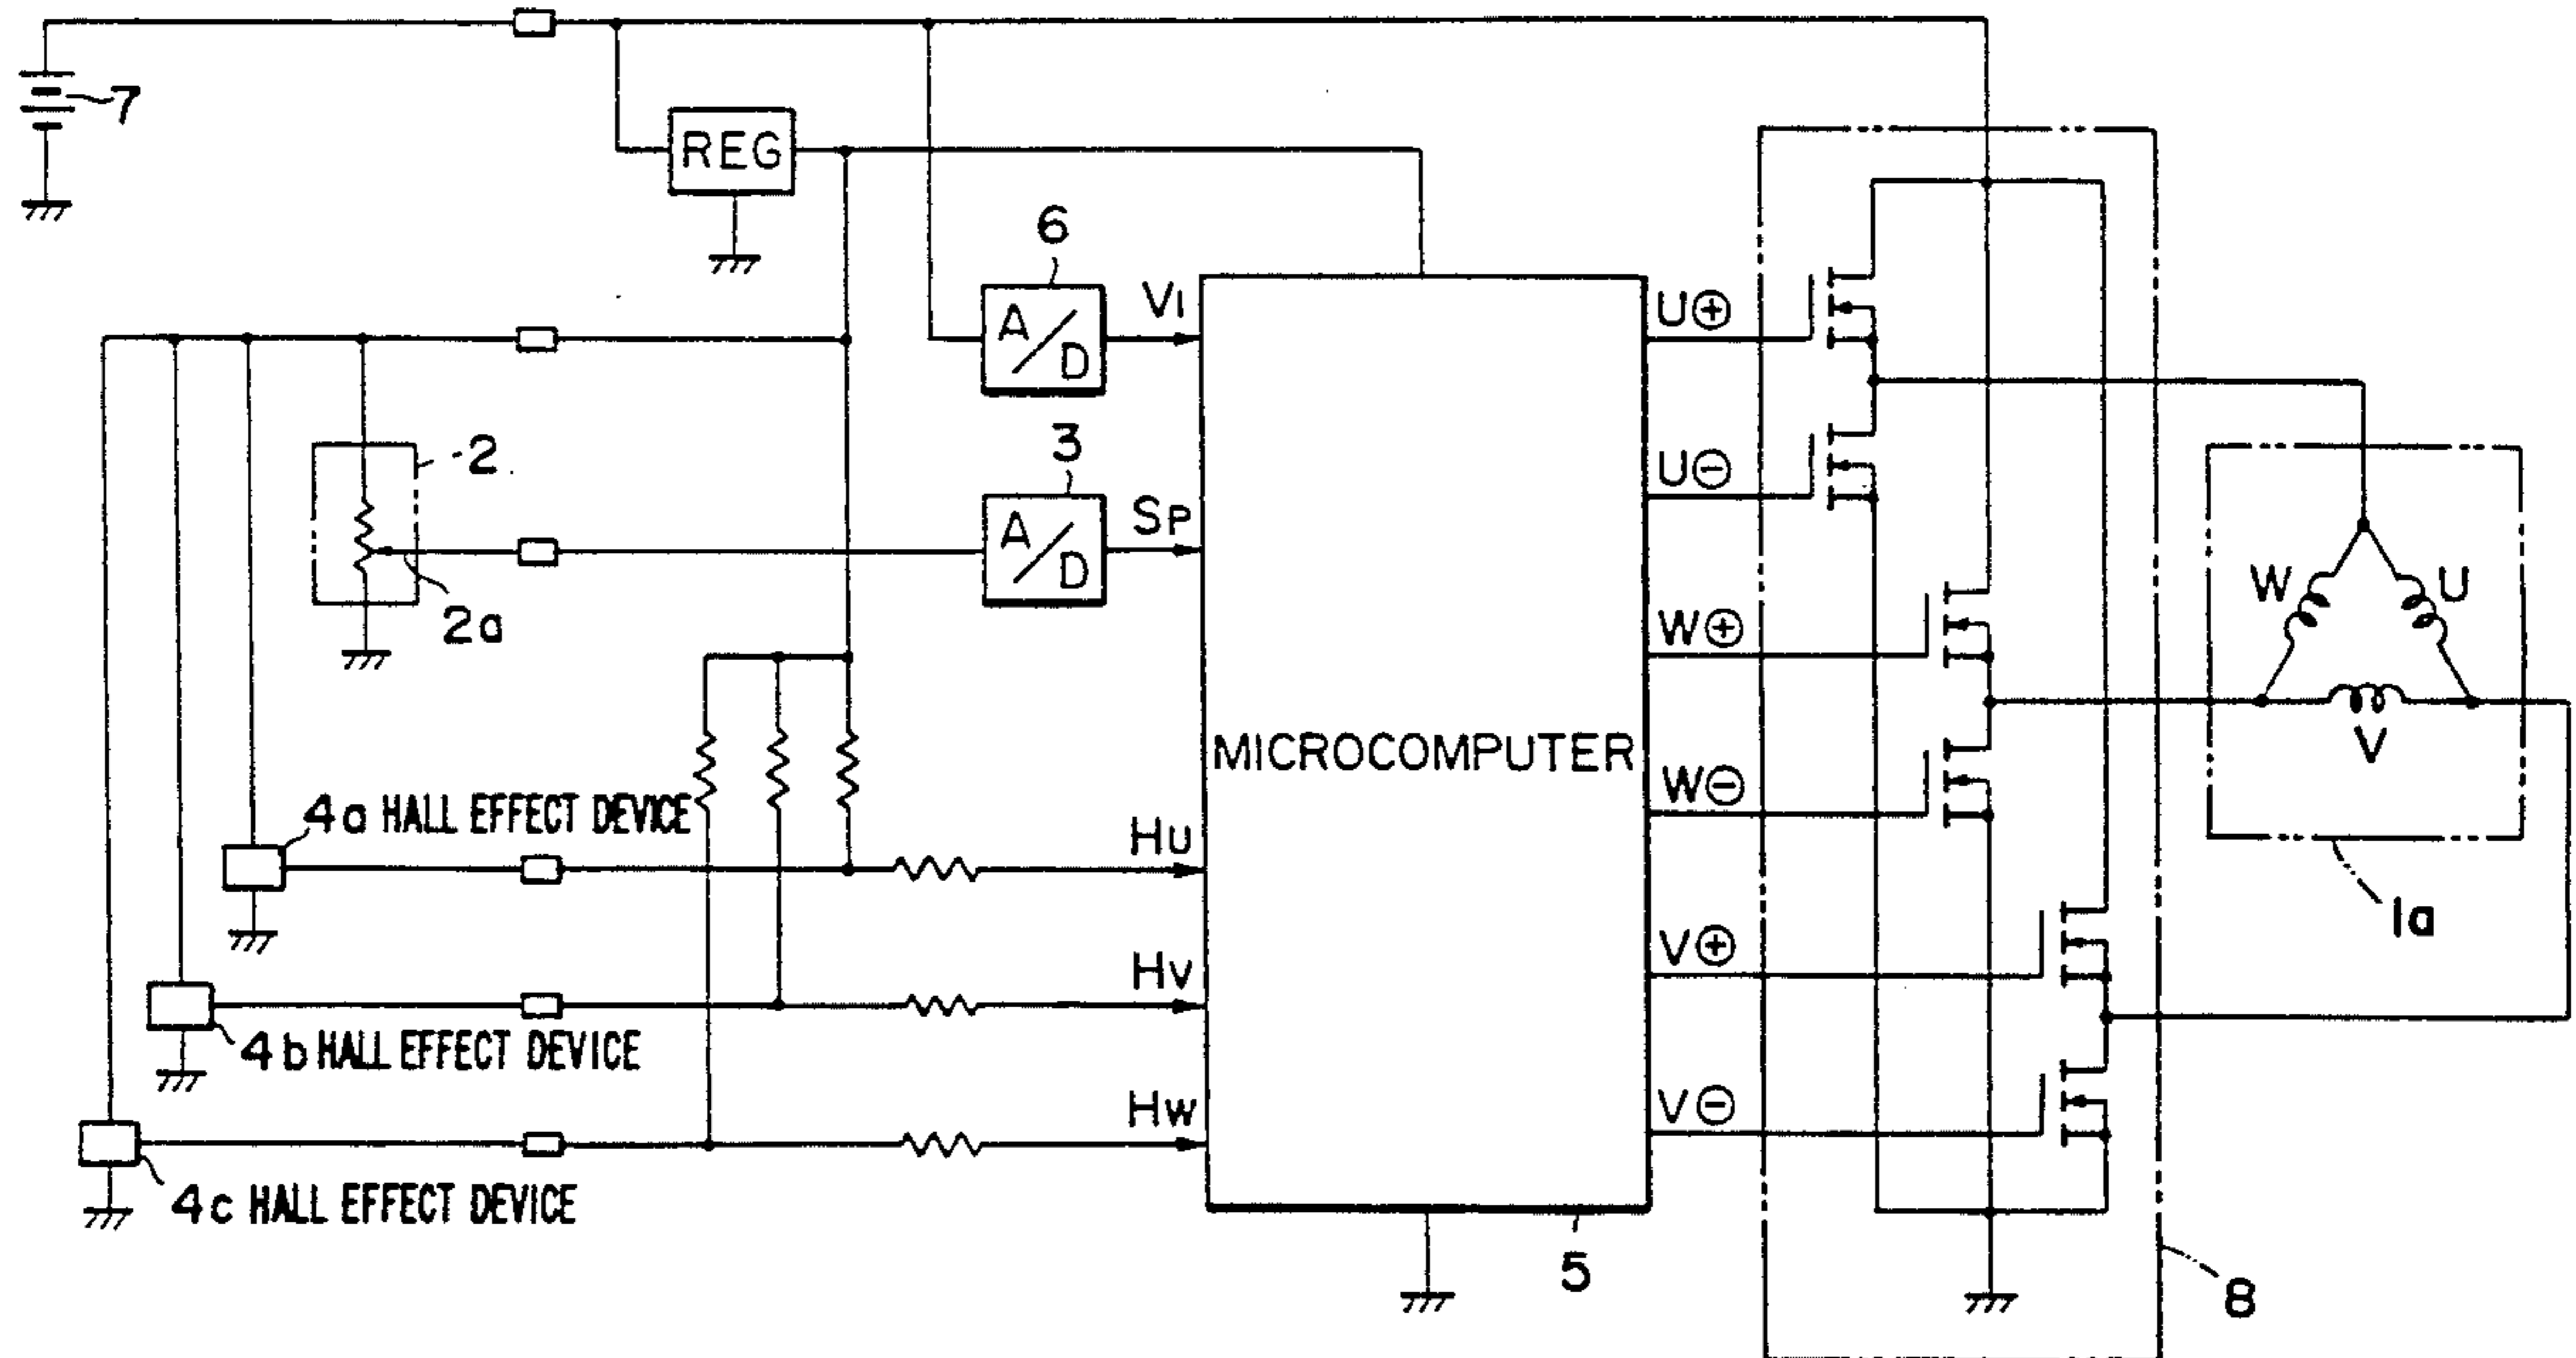 7
REG
6
A/D
VI
U⊕
2
3
A/D
SP
U⊖
2a
W⊕
W
U
V
MICROCOMPUTER
W⊖
4a HALL EFFECT DEVICE
HU
1a
HV
V⊕
4b HALL EFFECT DEVICE
HW
V⊖
4c HALL EFFECT DEVICE
5
8